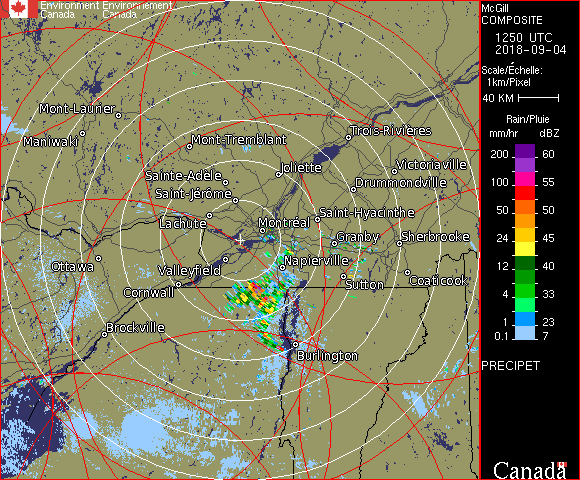 Environment Environnement
Canada Canada
McGill
COMPOSITE
1250 UTC
2018-09-04
Scale/Échelle:
1km/Pixel
40 KM
Rain/Pluie
mm/hr dBZ
200 60
150 57
100 55
50 50
24 45
12 40
4 33
1 23
0.1 7
PRECIPET
Canada
Mont-Laurier
Maniwaki
Mont-Tremblant
Trois-Rivières
Joliette
Victoriaville
Sainte-Adèle
Drummondville
Saint-Jérôme
Saint-Hyacinthe
Lachute
Montréal
Granby
Sherbrooke
Ottawa
Valleyfield
Napierville
Cornwall
Sutton
Coaticook
Brockville
Burlington